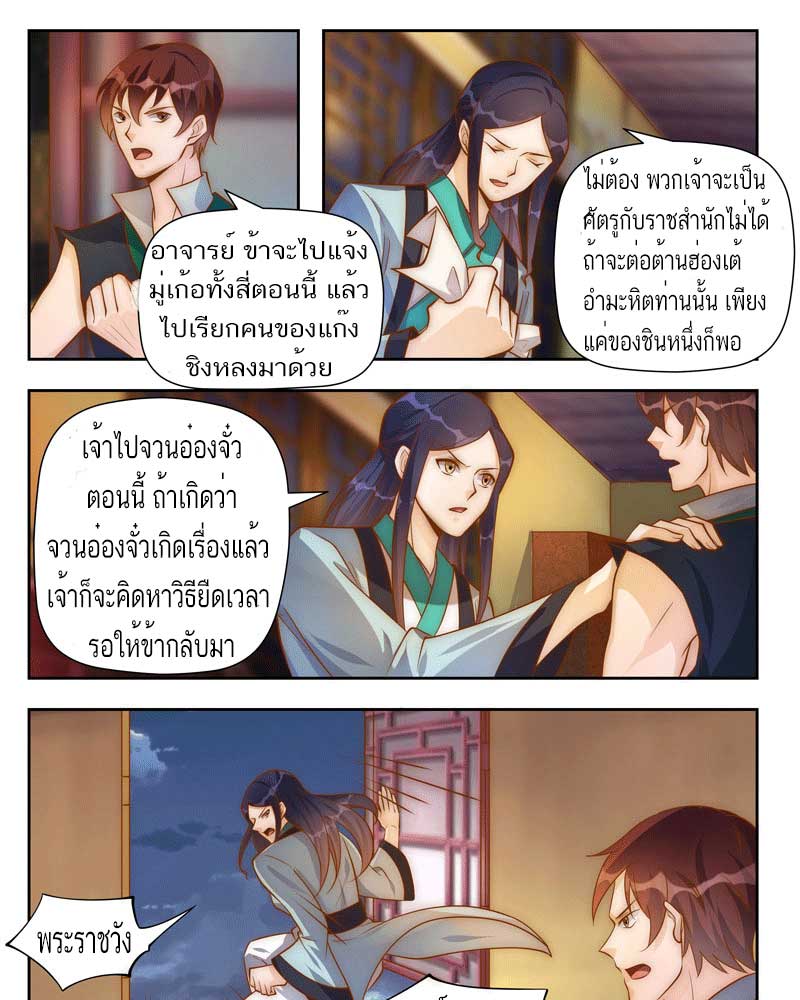 อาจารย์ ข้าจะไปแจ้ง
มู่เก้อทั้งสี่ตอนนี้ แล้ว
ไปเรียกคนของแก๊ง
ชิงหลงมาด้วย
ไม่ต้อง พวกเจ้าจะเป็น
ศัตรูกับราชสำนักไม่ได้
ถ้าจะต่อต้านฮ่องเต้
อำมะหิตท่านนั้น เพียง
แค่ของชินหนึ่งก็พอ
เจ้าไปจวนอ๋องจั๋ว
ตอนนี้ ถ้าเกิดว่า
จวนอ๋องจั๋วเกิดเรื่องแล้ว
เจ้าก็จะคิดหาวิธียืดเวลา
รอให้ข้ากลับมา
พระราชวัง